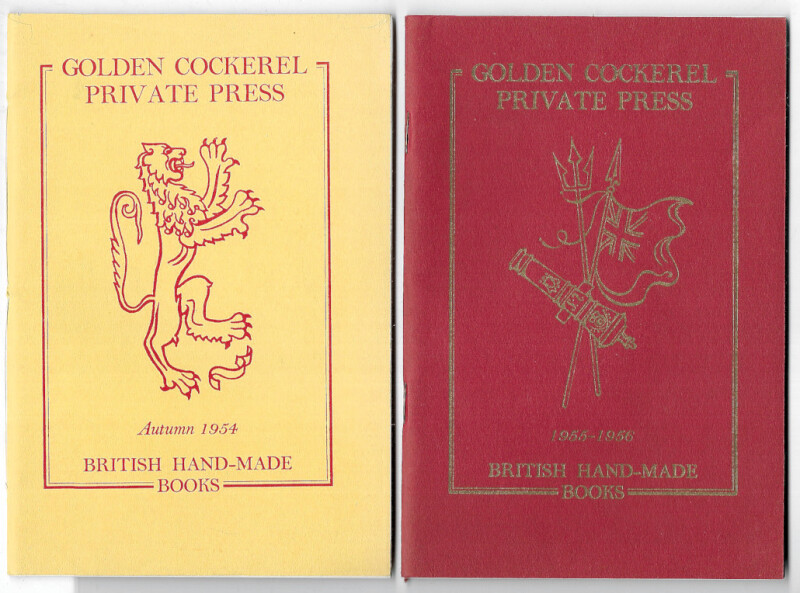 GOLDEN COCKEREL
PRIVATE PRESS
Autumn 1954
BRITISH HAND-MADE
BOOKS
GOLDEN COCKEREL
PRIVATE PRESS
1955-1956
BRITISH HAND-MADE
BOOKS